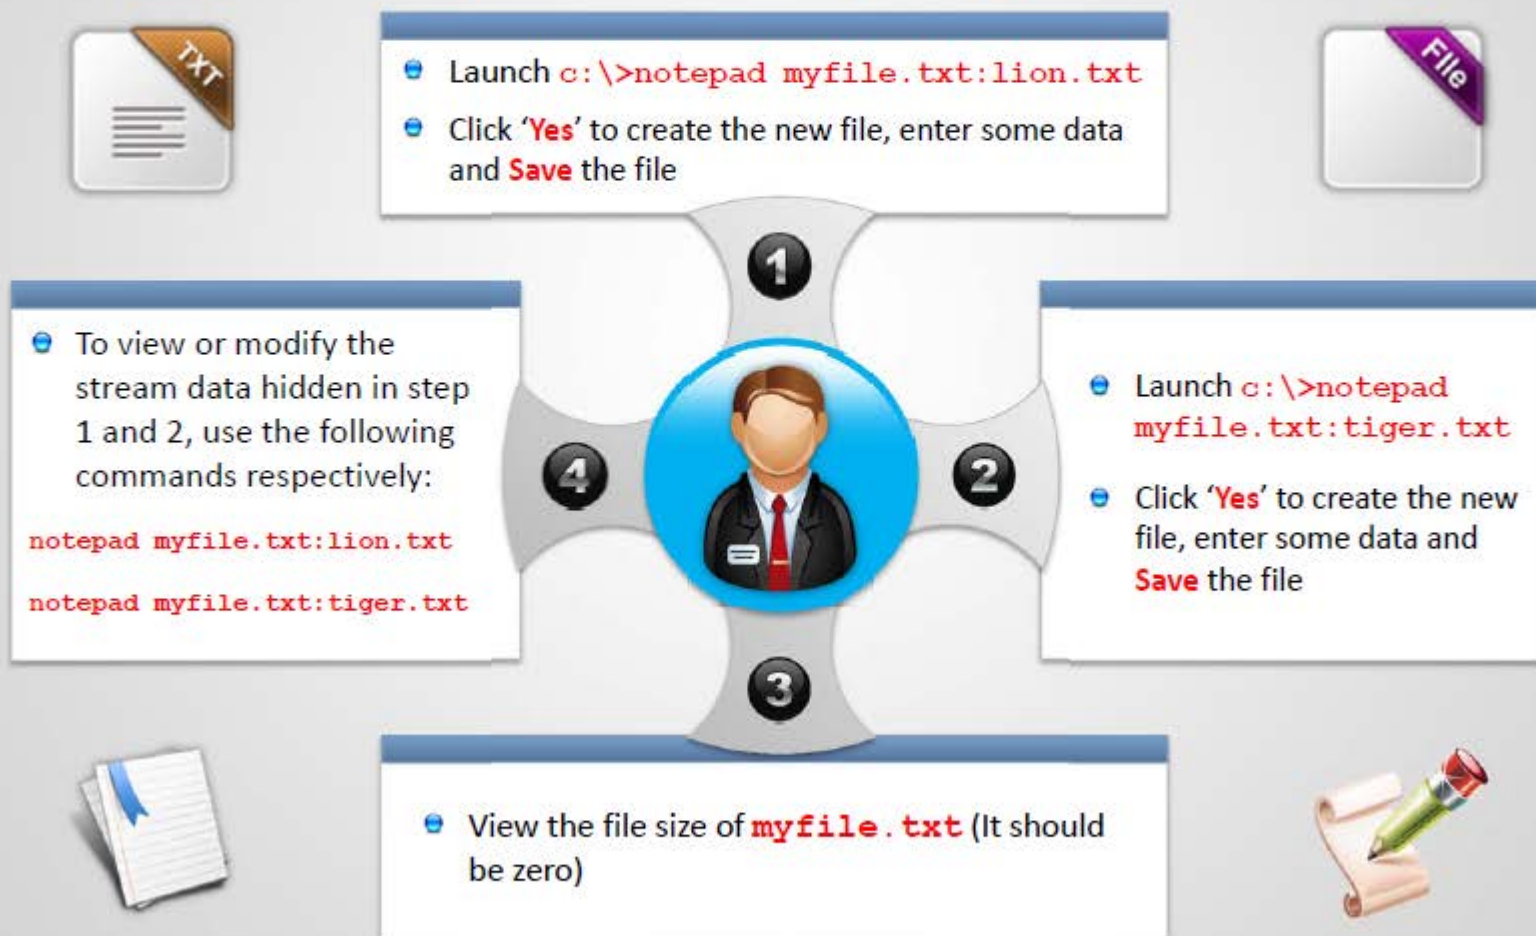 TXT
FIle
Launch c:\>notepad myfile.txt:lion.txt
Click ‘Yes’ to create the new file, enter some data
and Save the file
1
To view or modify the
stream data hidden in step
1 and 2, use the following
commands respectively:
notepad myfile.txt:lion.txt
notepad myfile.txt:tiger.txt
4
2
Launch c:\>notepad
myfile.txt:tiger.txt
Click ‘Yes’ to create the new
file, enter some data and
Save the file
3
View the file size of myfile.txt (It should
be zero)